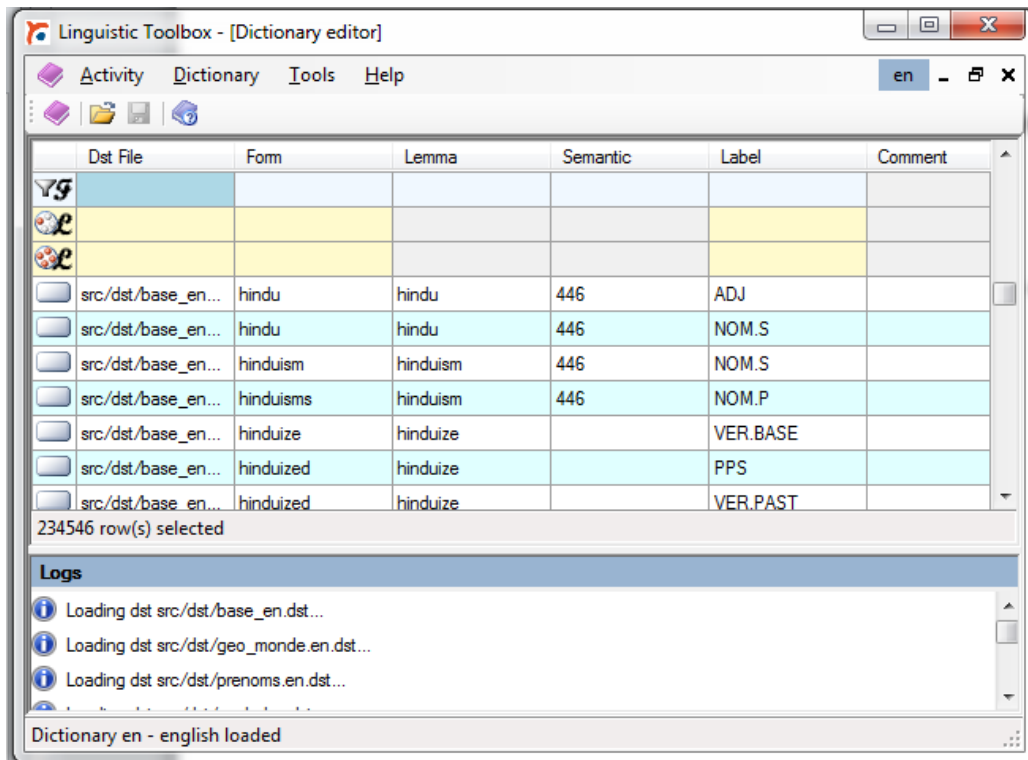 Linguistic Toolbox - [Dictionary editor]
Activity Dictionary Tools Help en
Dst File Form Lemma Semantic Label Comment
src/dst/base_en... hindu hindu 446 ADJ
src/dst/base_en... hindu hindu 446 NOM.S
src/dst/base_en... hinduism hinduism 446 NOM.S
src/dst/base_en... hinduisms hinduism 446 NOM.P
src/dst/base_en... hinduize hinduize VER.BASE
src/dst/base_en... hinduized hinduize PPS
src/dst/base_en... hinduized hinduize VER.PAST
234546 row(s) selected
Logs
Loading dst src/dst/base_en.dst...
Loading dst src/dst/geo_monde.en.dst...
Loading dst src/dst/prenoms.en.dst...
Dictionary en - english loaded